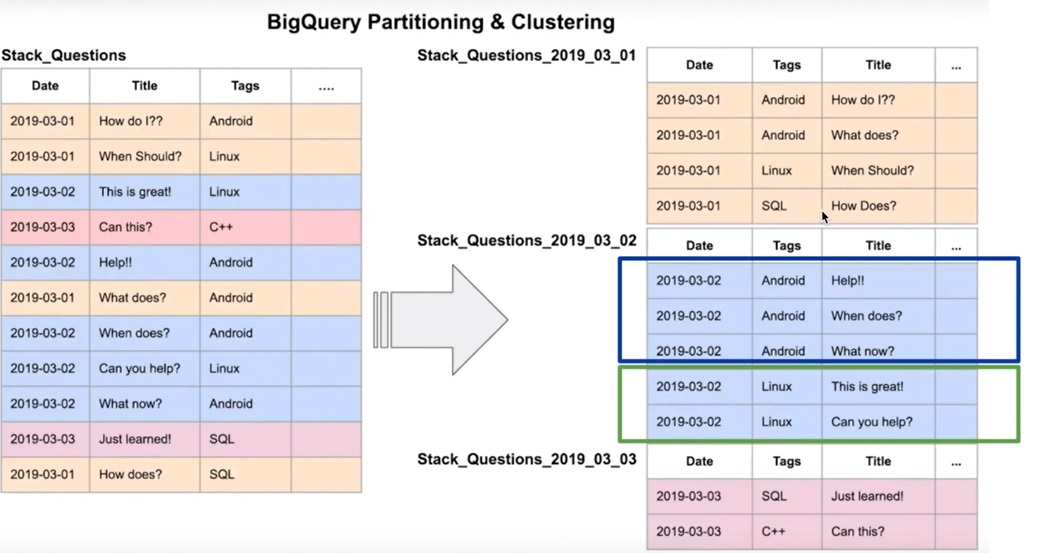 BigQuery Partitioning & Clustering
Stack_Questions
Date Title Tags ....
2019-03-01 How do I?? Android
2019-03-01 When Should? Linux
2019-03-02 This is great! Linux
2019-03-03 Can this? C++
2019-03-02 Help!! Android
2019-03-01 What does? Android
2019-03-02 When does? Android
2019-03-02 Can you help? Linux
2019-03-02 What now? Android
2019-03-03 Just learned! SQL
2019-03-01 How does? SQL
Stack_Questions_2019_03_01
Date Tags Title ...
2019-03-01 Android How do I??
2019-03-01 Android What does?
2019-03-01 Linux When Should?
2019-03-01 SQL How Does?
Stack_Questions_2019_03_02
Date Tags Title ...
2019-03-02 Android Help!!
2019-03-02 Android When does?
2019-03-02 Android What now?
2019-03-02 Linux This is great!
2019-03-02 Linux Can you help?
Stack_Questions_2019_03_03
Date Tags Title ...
2019-03-03 SQL Just learned!
2019-03-03 C++ Can this?